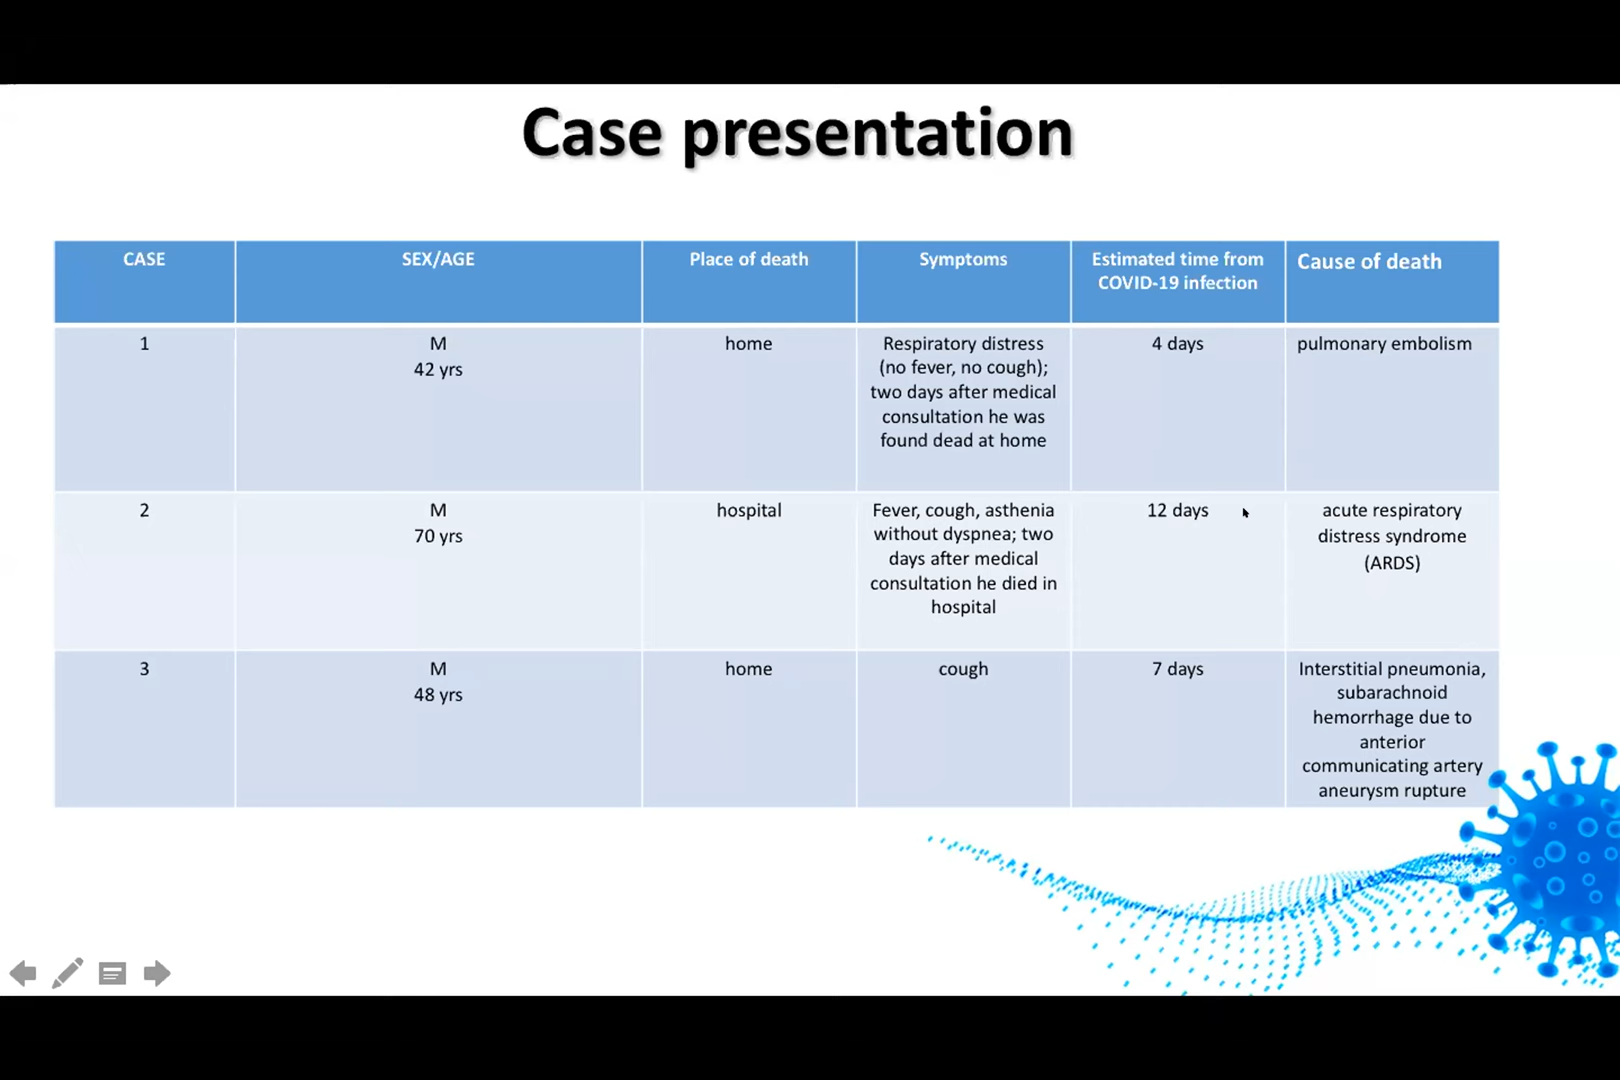 Case presentation
CASE
SEX/AGE
Place of death
Symptoms
Estimated time from
COVID-19 infection
Cause of death
1
M
42 yrs
home
Respiratory distress
(no fever, no cough);
two days after medical
consultation he was
found dead at home
4 days
pulmonary embolism
2
M
70 yrs
hospital
Fever, cough, asthenia
without dyspnea; two
days after medical
consultation he died in
hospital
12 days
acute respiratory
distress syndrome
(ARDS)
3
M
48 yrs
home
cough
7 days
Interstitial pneumonia,
subarachnoid
hemorrhage due to
anterior
communicating artery
aneurysm rupture